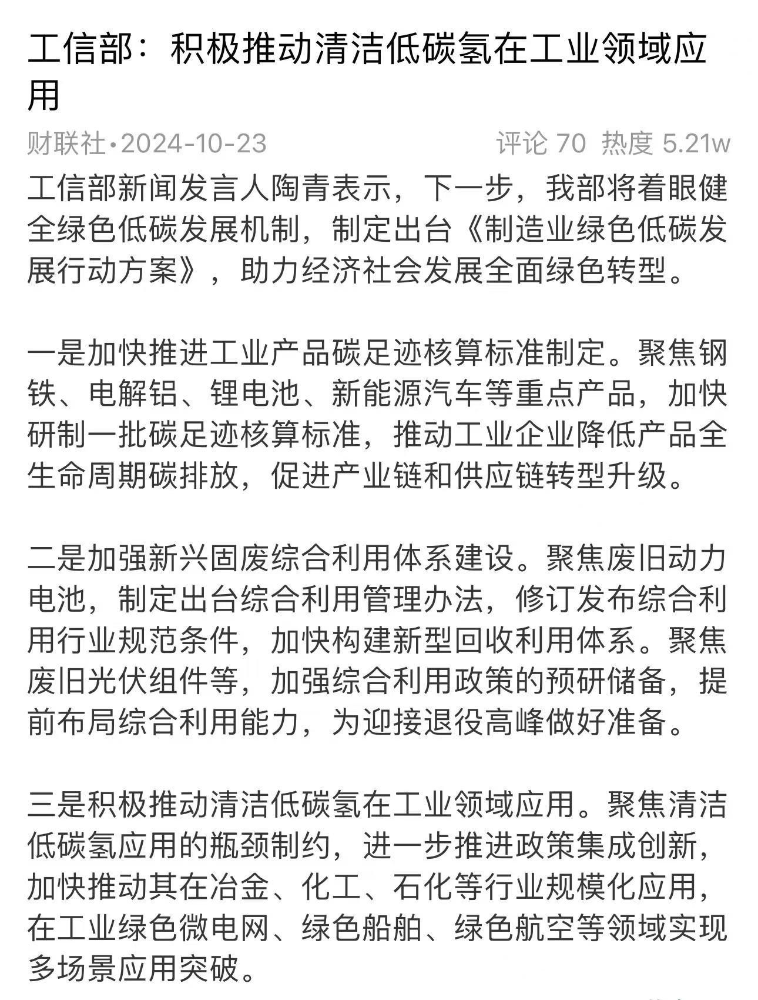 工信部：积极推动清洁低碳氢在工业领域应
用
财联社•2024-10-23 评论 70 热度 5.21w
工信部新闻发言人陶青表示，下一步，我部将着眼健
全绿色低碳发展机制，制定出台《制造业绿色低碳发
展行动方案》，助力经济社会发展全面绿色转型。
一是加快推进工业产品碳足迹核算标准制定。聚焦钢
铁、电解铝、锂电池、新能源汽车等重点产品，加快
研制一批碳足迹核算标准，推动工业企业降低产品全
生命周期碳排放，促进产业链和供应链转型升级。
二是加强新兴固废综合利用体系建设。聚焦废旧动力
电池，制定出台综合利用管理办法，修订发布综合利
用行业规范条件，加快构建新型回收利用体系。聚焦
废旧光伏组件等，加强综合利用政策的预研储备，提
前布局综合利用能力，为迎接退役高峰做好准备。
三是积极推动清洁低碳氢在工业领域应用。聚焦清洁
低碳氢应用的瓶颈制约，进一步推进政策集成创新，
加快推动其在冶金、化工、石化等行业规模化应用，
在工业绿色微电网、绿色船舶、绿色航空等领域实现
多场景应用突破。